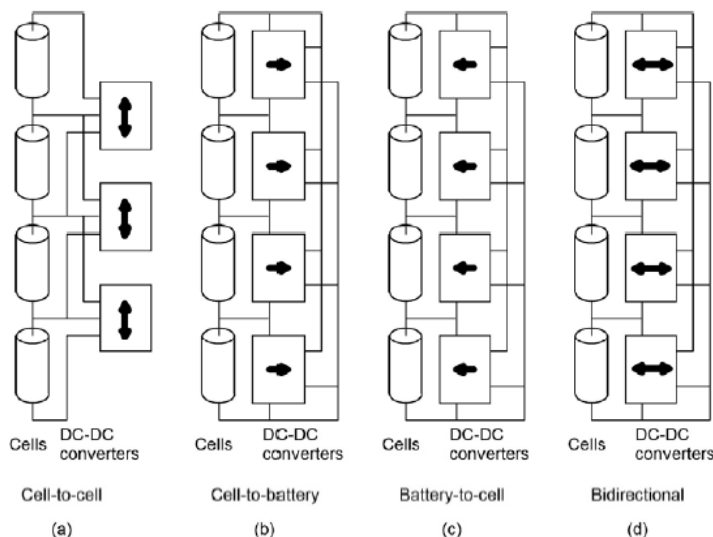 Cells DC-DC converters Cells DC-DC converters Cells DC-DC converters Cells DC-DC converters
Cell-to-cell Cell-to-battery Battery-to-cell Bidirectional
(a) (b) (c) (d)